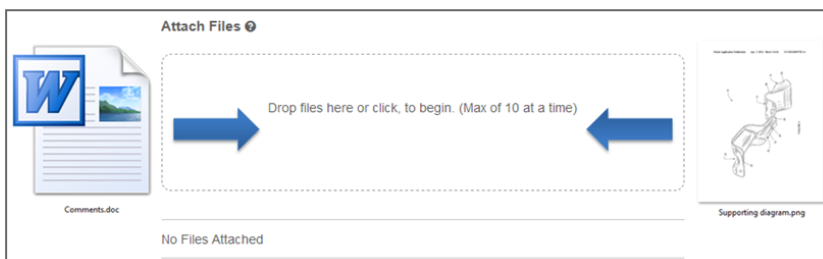 Attach Files ?
W
Drop files here or click, to begin. (Max of 10 at a time)
Comments.doc
Supporting diagram.png
No Files Attached